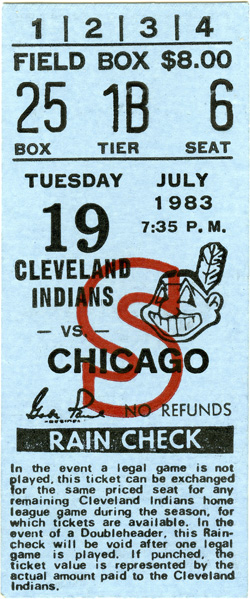 1 | 2 | 3 | 4
FIELD BOX $8.00
25 1B 6
BOX TIER SEAT
TUESDAY JULY
19 1983
7:35 P.M.
CLEVELAND
INDIANS
— VS. —
CHICAGO
S
NO REFUNDS
RAIN CHECK
In the event a legal game is not
played, this ticket can be exchanged
for the same priced seat for any
remaining Cleveland Indians home
league game during the season, for
which tickets are available. In the
event of a Doubleheader, this Rain-
check will be void after one legal
game is played. If punched, the
ticket value is represented by the
actual amount paid to the Cleveland
Indians.